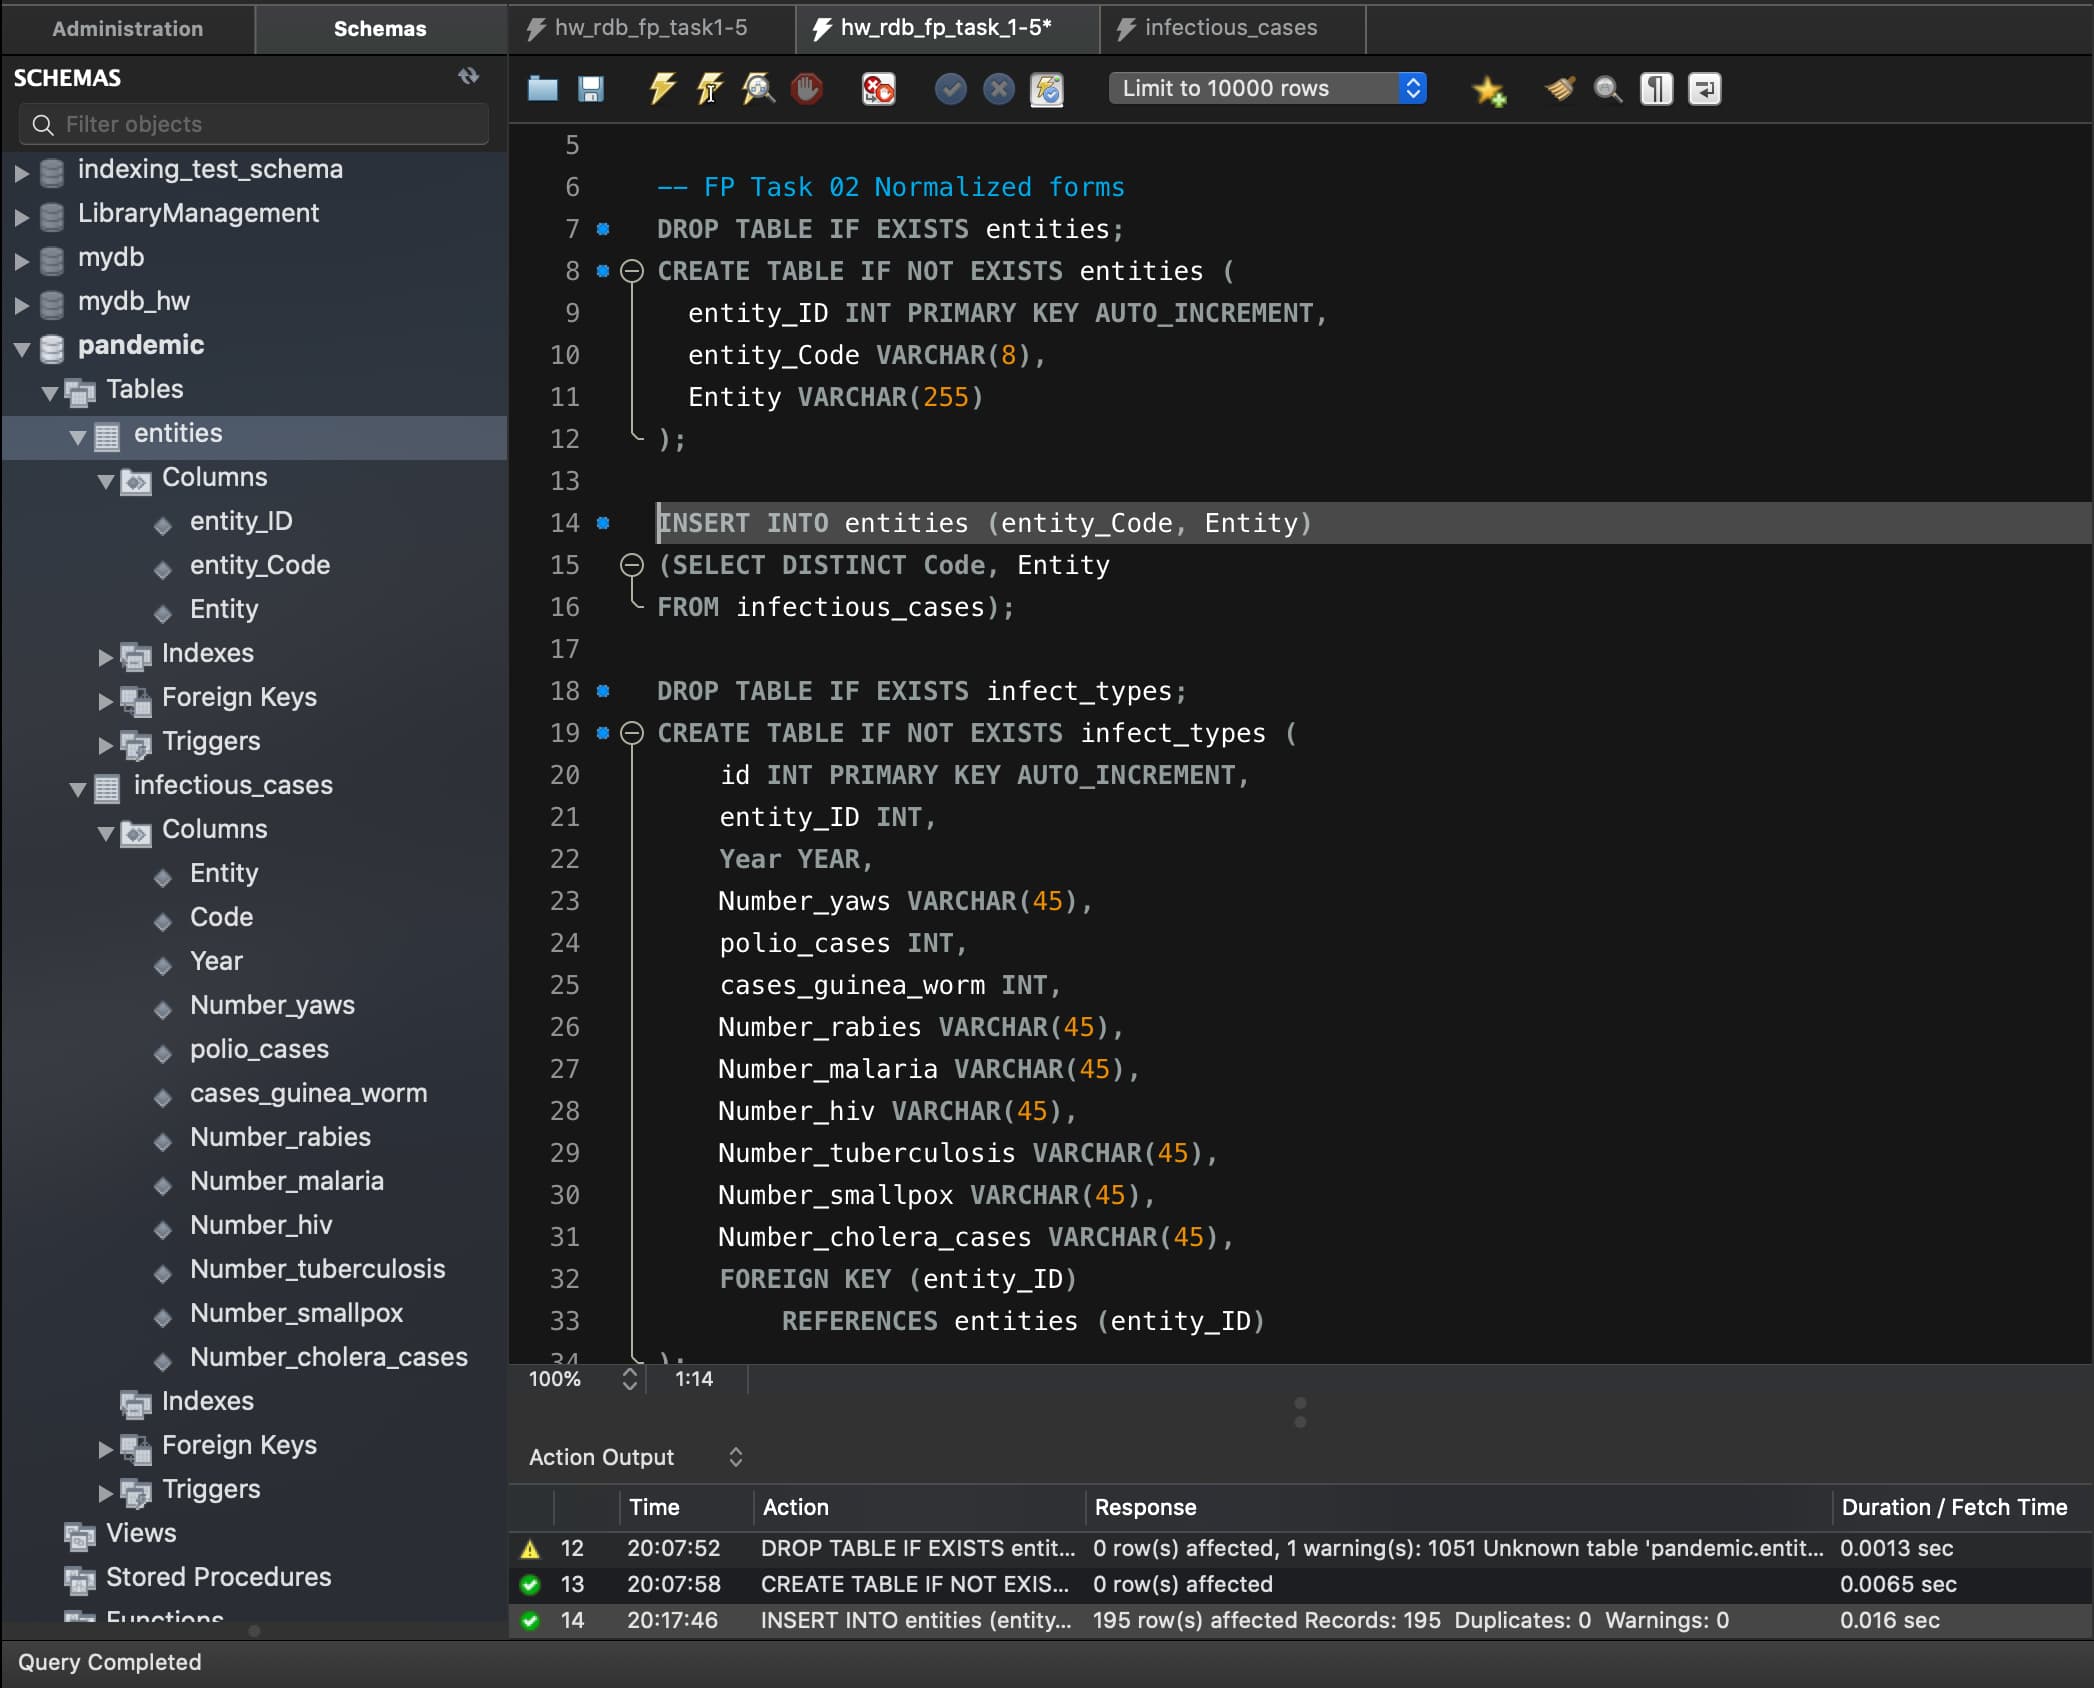 Administration
Schemas
hw_rdb_fp_task1-5
hw_rdb_fp_task_1-5*
infectious_cases
SCHEMAS
Filter objects
Limit to 10000 rows
indexing_test_schema
LibraryManagement
mydb
mydb_hw
pandemic
Tables
entities
Columns
entity_ID
entity_Code
Entity
Indexes
Foreign Keys
Triggers
infectious_cases
Columns
Entity
Code
Year
Number_yaws
polio_cases
cases_guinea_worm
Number_rabies
Number_malaria
Number_hiv
Number_tuberculosis
Number_smallpox
Number_cholera_cases
Indexes
Foreign Keys
Triggers
Views
Stored Procedures
Functions
5
6 -- FP Task 02 Normalized forms
7 DROP TABLE IF EXISTS entities;
8 CREATE TABLE IF NOT EXISTS entities (
9 entity_ID INT PRIMARY KEY AUTO_INCREMENT,
10 entity_Code VARCHAR(8),
11 Entity VARCHAR(255)
12 );
13
14 INSERT INTO entities (entity_Code, Entity)
15 (SELECT DISTINCT Code, Entity
16 FROM infectious_cases);
17
18 DROP TABLE IF EXISTS infect_types;
19 CREATE TABLE IF NOT EXISTS infect_types (
20 id INT PRIMARY KEY AUTO_INCREMENT,
21 entity_ID INT,
22 Year YEAR,
23 Number_yaws VARCHAR(45),
24 polio_cases INT,
25 cases_guinea_worm INT,
26 Number_rabies VARCHAR(45),
27 Number_malaria VARCHAR(45),
28 Number_hiv VARCHAR(45),
29 Number_tuberculosis VARCHAR(45),
30 Number_smallpox VARCHAR(45),
31 Number_cholera_cases VARCHAR(45),
32 FOREIGN KEY (entity_ID)
33 REFERENCES entities (entity_ID)
34 );
100% 1:14
Action Output
Time Action Response Duration / Fetch Time
12 20:07:52 DROP TABLE IF EXISTS entit... 0 row(s) affected, 1 warning(s): 1051 Unknown table 'pandemic.entit... 0.0013 sec
13 20:07:58 CREATE TABLE IF NOT EXIS... 0 row(s) affected 0.0065 sec
14 20:17:46 INSERT INTO entities (entity... 195 row(s) affected Records: 195 Duplicates: 0 Warnings: 0 0.016 sec
Query Completed